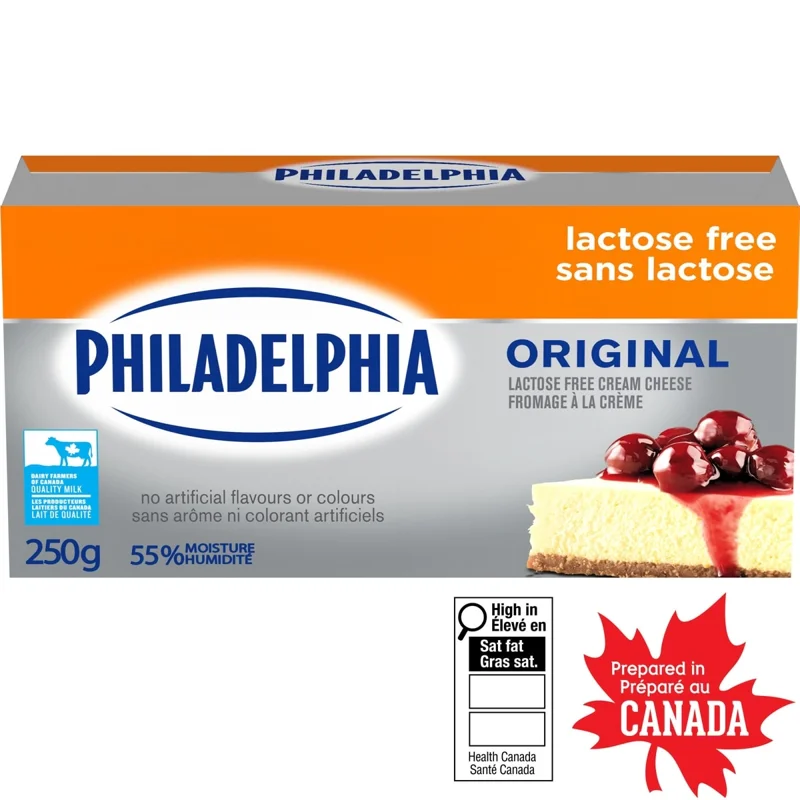 PHILADELPHIA
lactose free
sans lactose
PHILADELPHIA
ORIGINAL
LACTOSE FREE CREAM CHEESE
FROMAGE À LA CRÈME
DAIRY FARMERS
OF CANADA
QUALITY MILK
LES PRODUCTEURS
LAITIERS DU CANADA
LAIT DE QUALITÉ
no artificial flavours or colours
sans arôme ni colorant artificiels
250g
55% MOISTURE
HUMIDITÉ
High in
Élevé en
Sat fat
Gras sat.
Health Canada
Santé Canada
Prepared in
Préparé au
CANADA